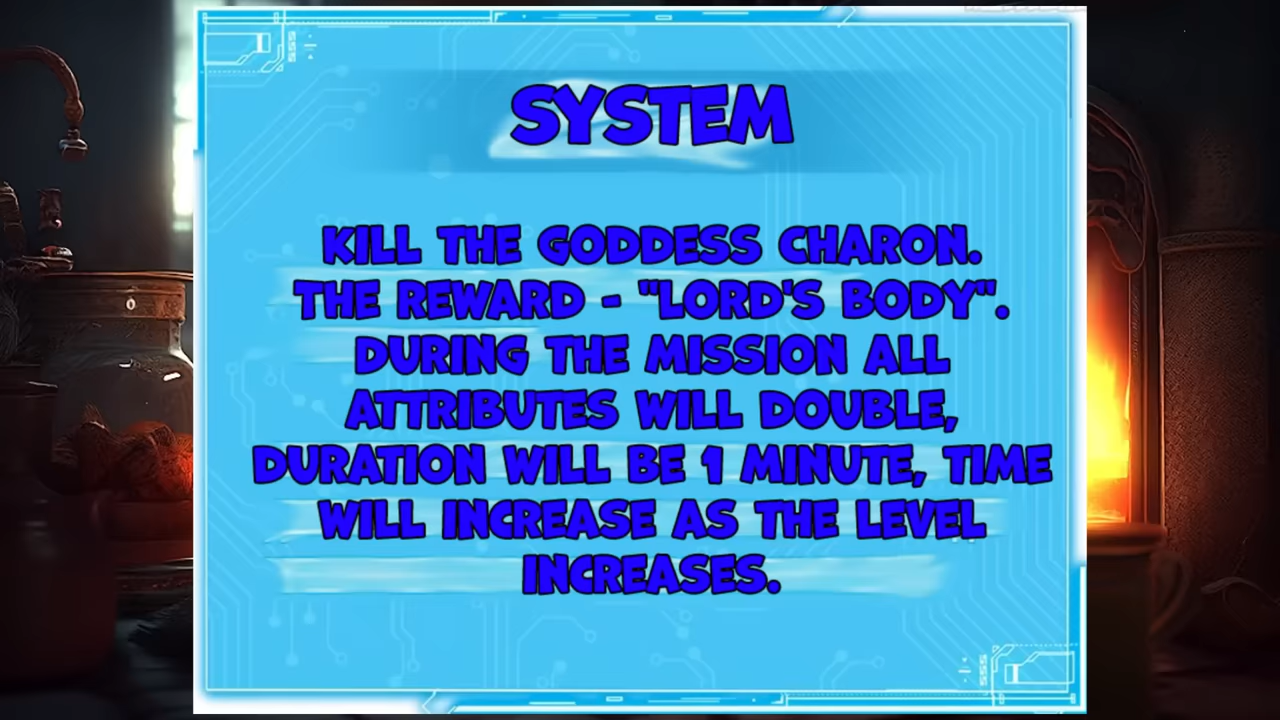 SYSTEM
KILL THE GODDESS CHARON.
THE REWARD - "LORD'S BODY".
DURING THE MISSION ALL
ATTRIBUTES WILL DOUBLE,
DURATION WILL BE 1 MINUTE, TIME
WILL INCREASE AS THE LEVEL
INCREASES.